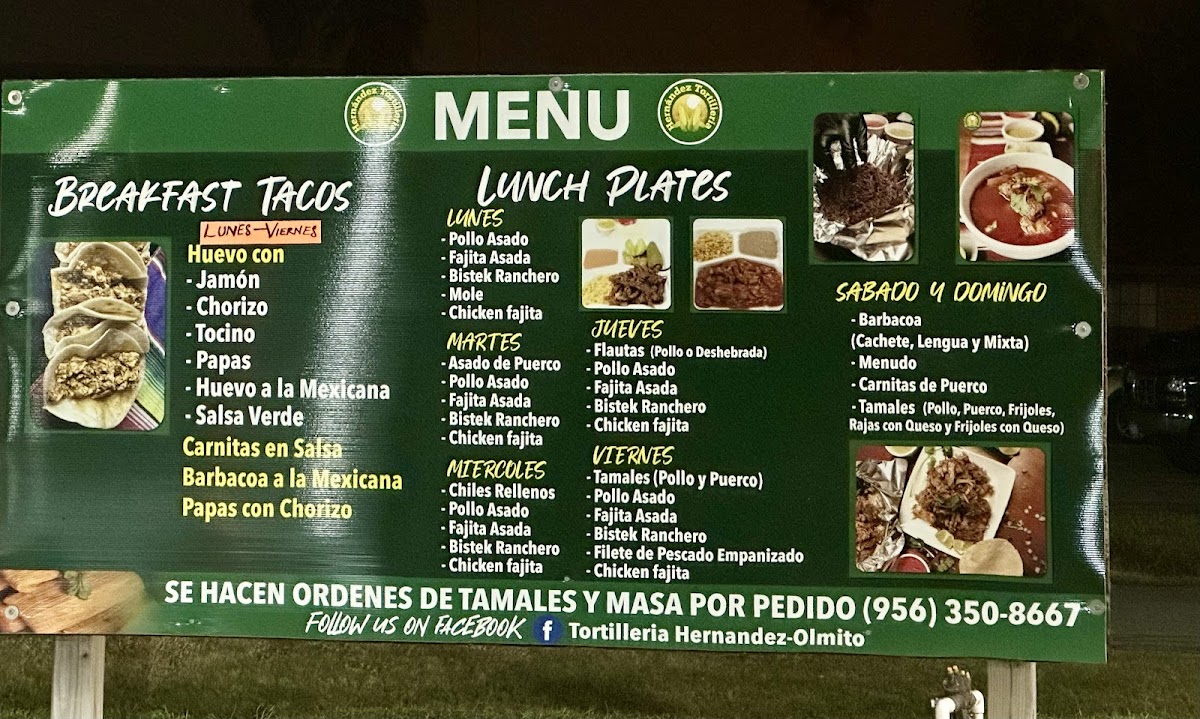 Hernández Tortilleria
MENU
Hernández Tortilleria
BREAKFAST TACOS
LUNES-VIERNES
Huevo con
- Jamón
- Chorizo
- Tocino
- Papas
- Huevo a la Mexicana
- Salsa Verde
Carnitas en Salsa
Barbacoa a la Mexicana
Papas con Chorizo
LUNCH PLATES
LUNES
- Pollo Asado
- Fajita Asada
- Bistek Ranchero
- Mole
- Chicken fajita
MARTES
- Asado de Puerco
- Pollo Asado
- Fajita Asada
- Bistek Ranchero
- Chicken fajita
MIERCOLES
- Chiles Rellenos
- Pollo Asado
- Fajita Asada
- Bistek Ranchero
- Chicken fajita
JUEVES
- Flautas (Pollo o Deshebrada)
- Pollo Asado
- Fajita Asada
- Bistek Ranchero
- Chicken fajita
VIERNES
- Tamales (Pollo y Puerco)
- Pollo Asado
- Fajita Asada
- Bistek Ranchero
- Filete de Pescado Empanizado
- Chicken fajita
SABADO Y DOMINGO
- Barbacoa
(Cachete, Lengua y Mixta)
- Menudo
- Carnitas de Puerco
- Tamales (Pollo, Puerco, Frijoles,
Rajas con Queso y Frijoles con Queso)
SE HACEN ORDENES DE TAMALES Y MASA POR PEDIDO (956) 350-8667
FOLLOW US ON FACEBOOK f Tortilleria Hernandez-Olmito